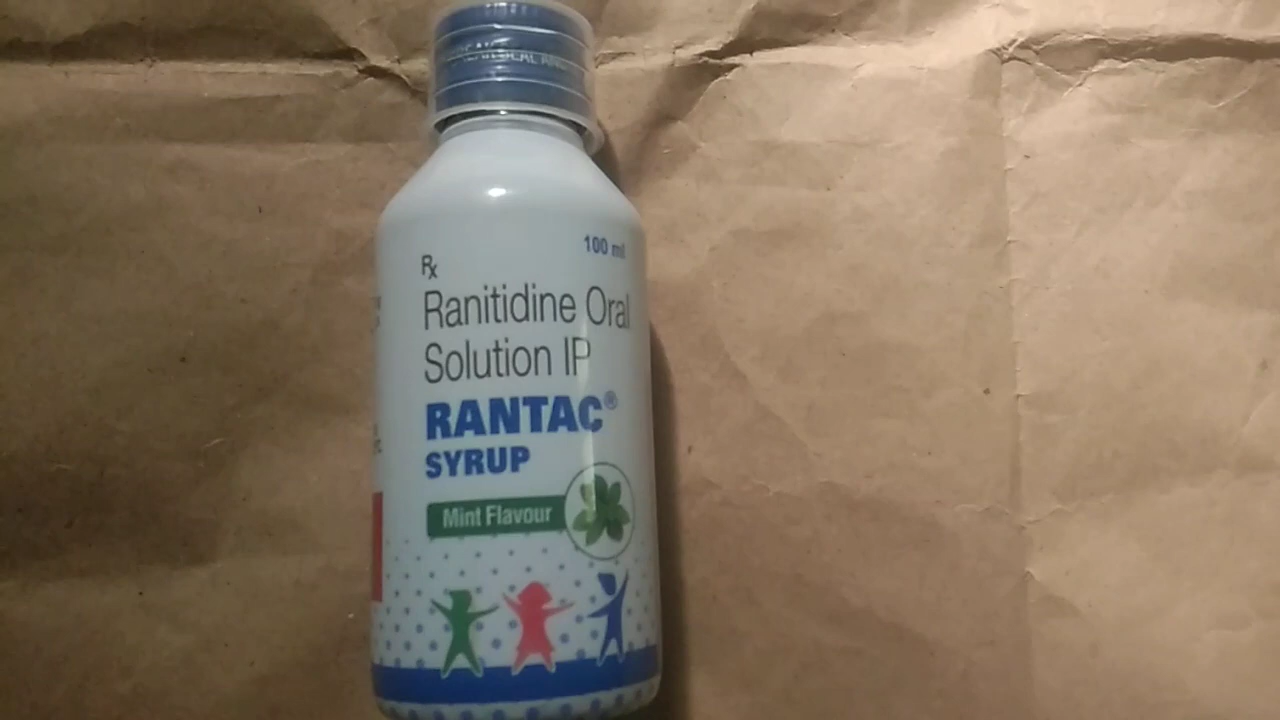 100 ml
Rx
Ranitidine Oral
Solution IP
RANTAC®
SYRUP
Mint Flavour